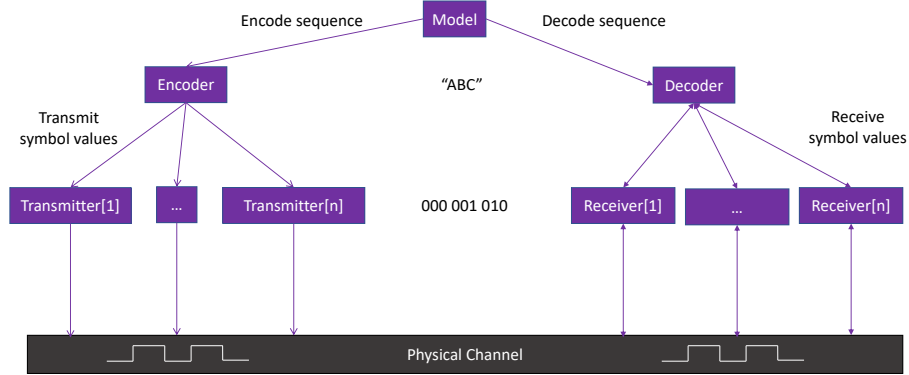 Model
Encode sequence
Decode sequence
Encoder
“ABC”
Decoder
Transmit
symbol values
Receive
symbol values
Transmitter[1]
...
Transmitter[n]
000 001 010
Receiver[1]
...
Receiver[n]
Physical Channel